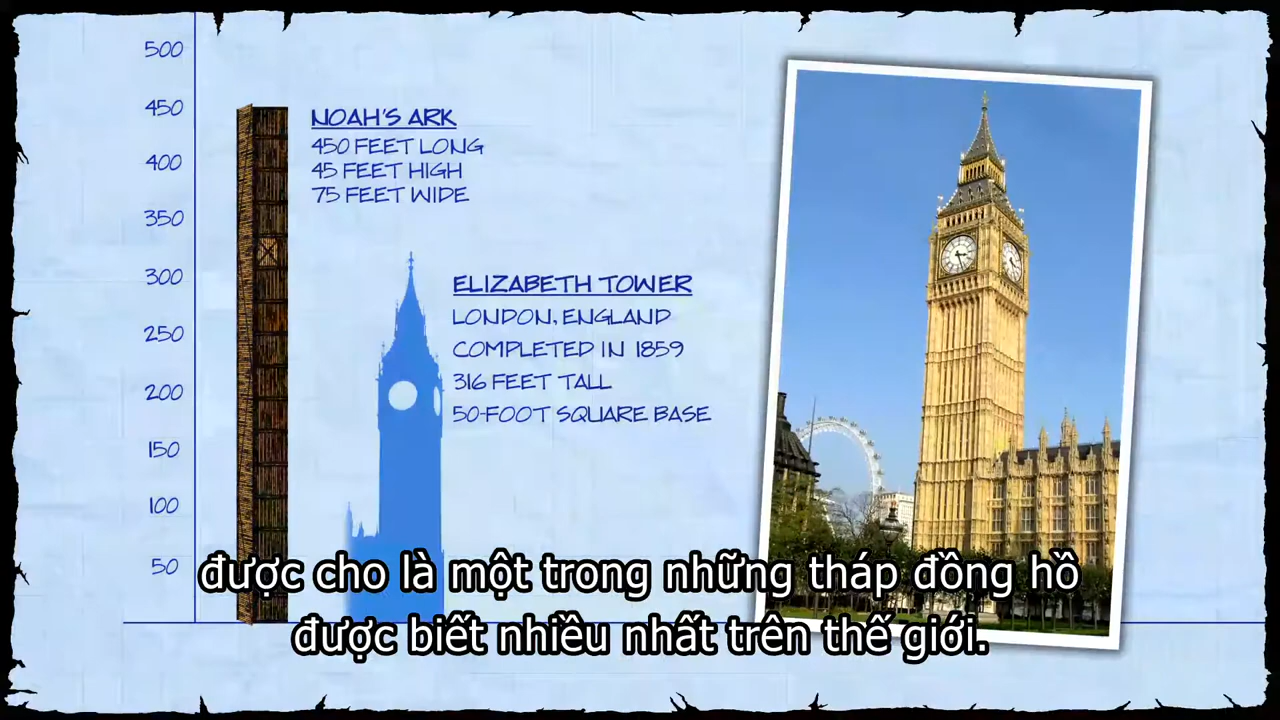 500
450
400
350
300
250
200
150
100
50
NOAH'S ARK
450 FEET LONG
45 FEET HIGH
75 FEET WIDE
ELIZABETH TOWER
LONDON, ENGLAND
COMPLETED IN 1859
316 FEET TALL
50-FOOT SQUARE BASE
được cho là một trong những tháp đồng hồ
được biết nhiều nhất trên thế giới.